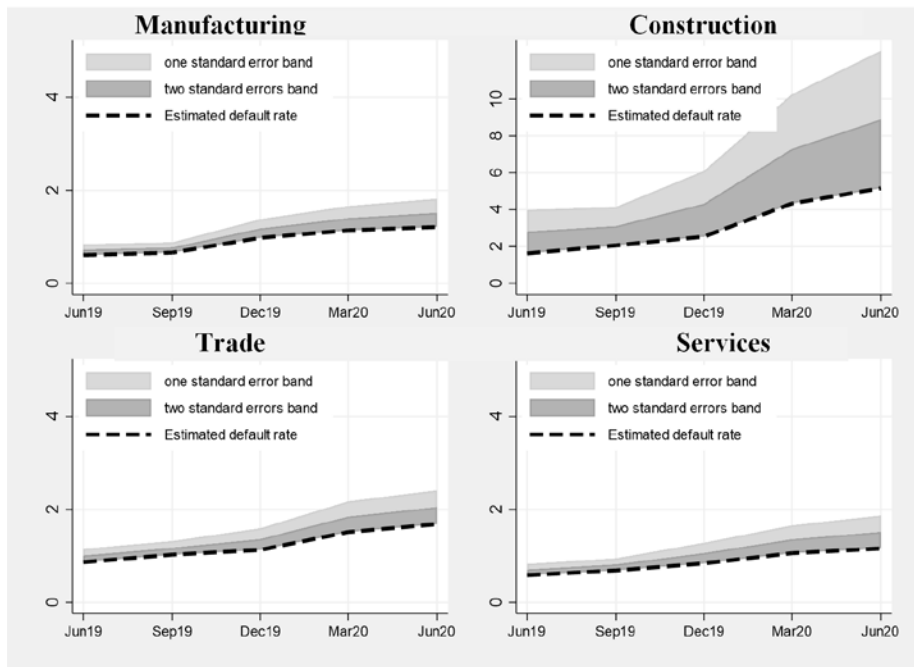 Manufacturing
one standard error band
two standard errors band
Estimated default rate
4
2
0
Jun19 Sep19 Dec19 Mar20 Jun20
Construction
one standard error band
two standard errors band
Estimated default rate
10
8
6
4
2
0
Jun19 Sep19 Dec19 Mar20 Jun20
Trade
one standard error band
two standard errors band
Estimated default rate
4
2
0
Jun19 Sep19 Dec19 Mar20 Jun20
Services
one standard error band
two standard errors band
Estimated default rate
4
2
0
Jun19 Sep19 Dec19 Mar20 Jun20